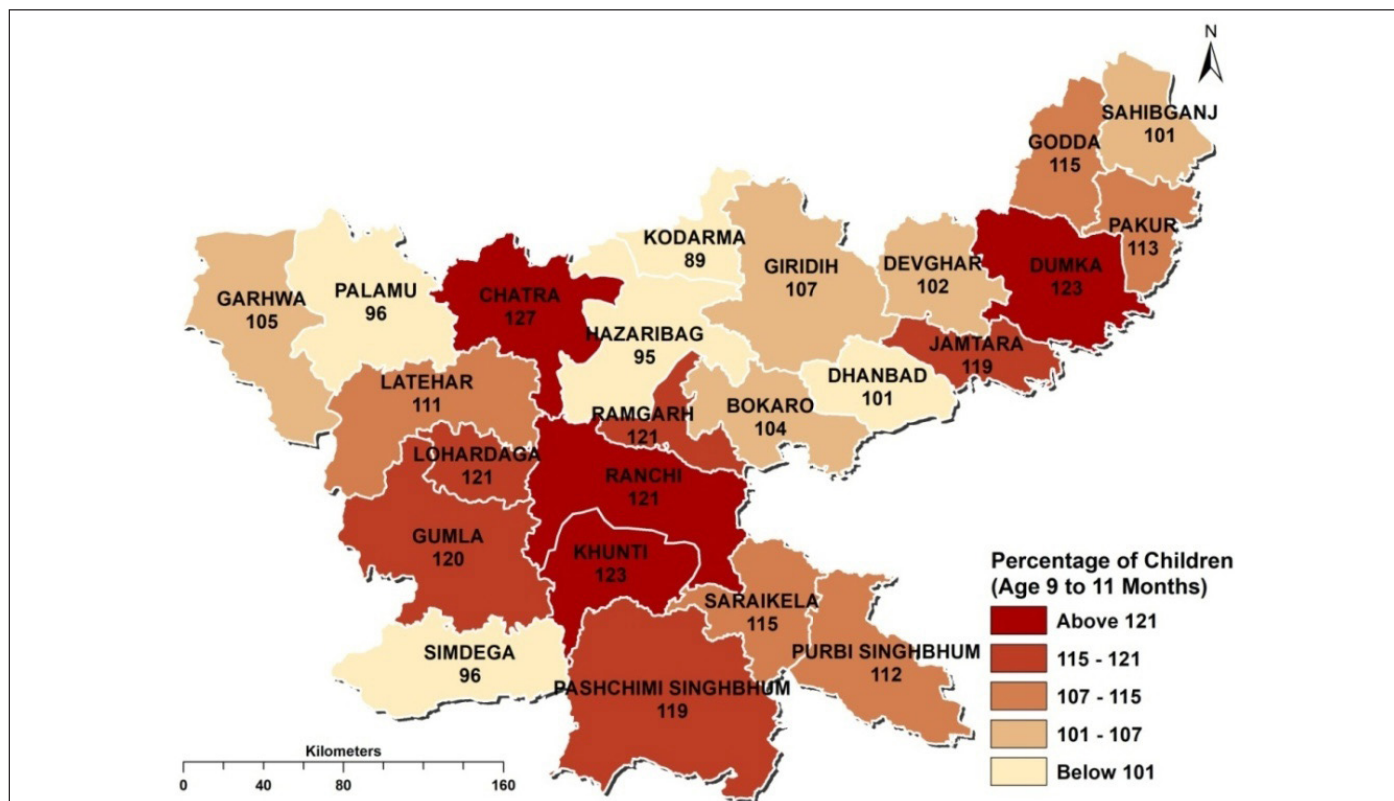 N
SAHIBGANJ
101
GODDA
115
PAKUR
113
KODARMA
89
GIRIDIH
107
DEVGHAR
102
DUMKA
123
GARHWA
105
PALAMU
96
CHATRA
127
HAZARIBAG
95
JAMTARA
119
DHANBAD
101
LATEHAR
111
RAMGARH
121
BOKARO
104
LOHARDAGA
121
RANCHI
121
GUMLA
120
KHUNTI
123
SARAIKELA
115
PURBI SINGHBHUM
112
SIMDEGA
96
PASHCHIMI SINGHBHUM
119
Percentage of Children
(Age 9 to 11 Months)
Above 121
115 - 121
107 - 115
101 - 107
Below 101
Kilometers
0 40 80 160